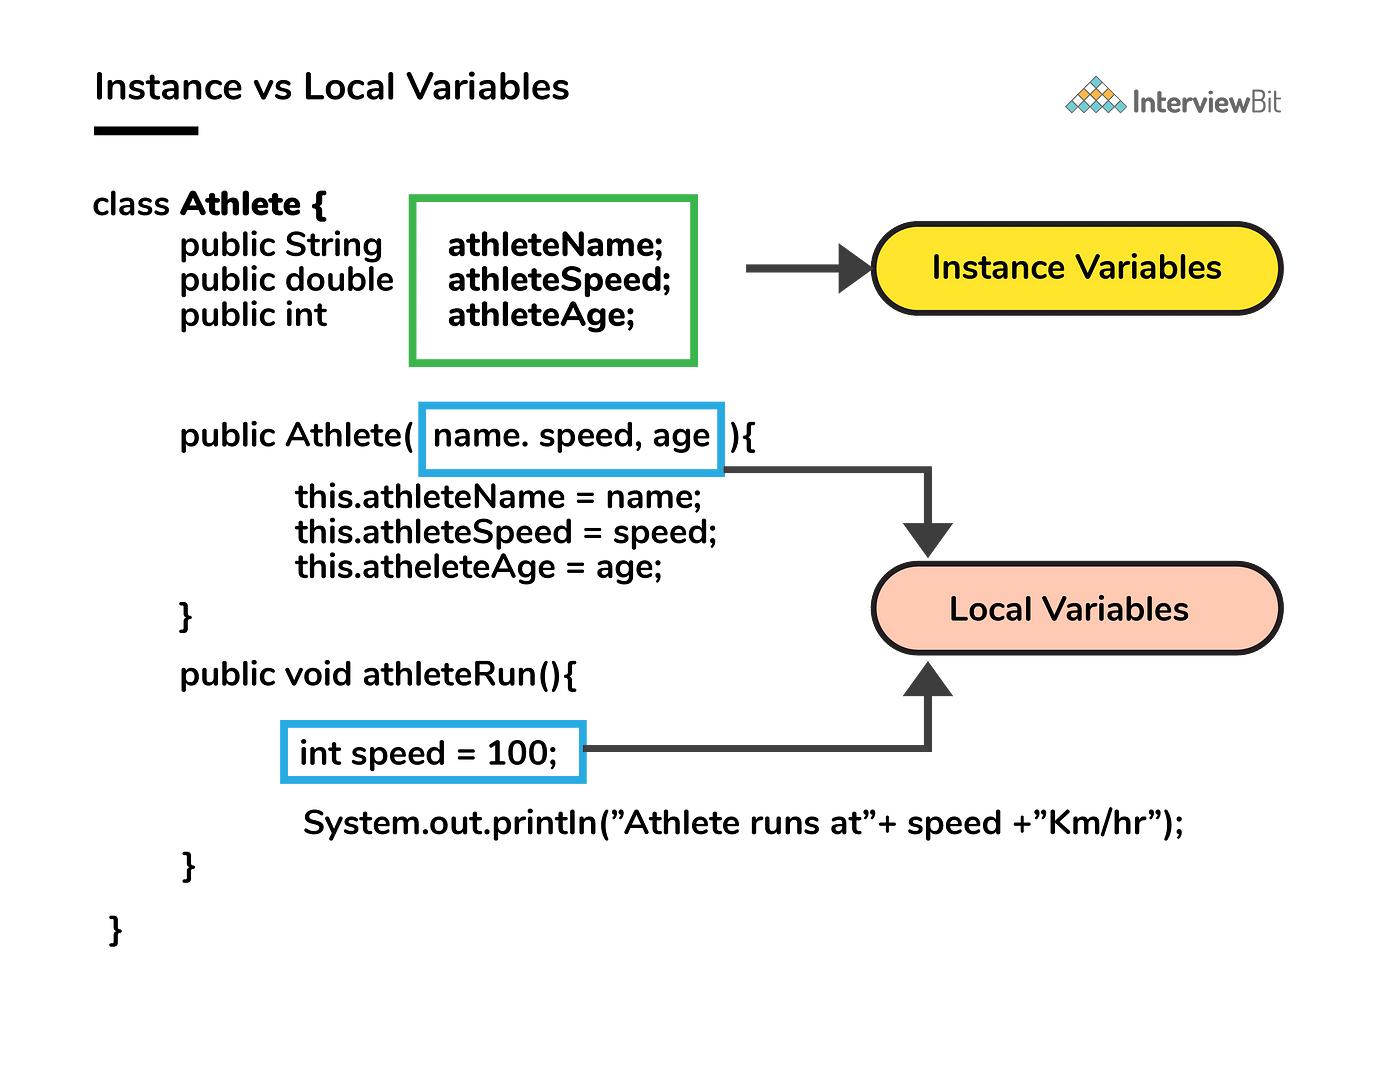 Instance vs Local Variables
InterviewBit
class Athlete {
public String athleteName;
public double athleteSpeed;
public int athleteAge;
Instance Variables
public Athlete( name. speed, age ){
this.athleteName = name;
this.athleteSpeed = speed;
this.atheleteAge = age;
}
Local Variables
public void athleteRun(){
int speed = 100;
System.out.println(”Athlete runs at”+ speed +”Km/hr”);
}
}